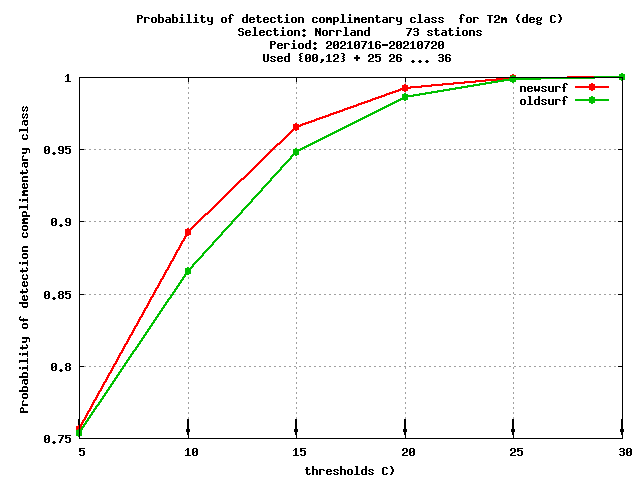 Probability of detection complimentary class  for T2m (deg C)
Selection: Norrland     73 stations
Period: 20210716-20210720
Used {00,12} + 25 26 ... 36
Probability of detection complimentary class
1
0.95
0.9
0.85
0.8
0.75
newsurf
oldsurf
5
10
15
20
25
30
thresholds C)